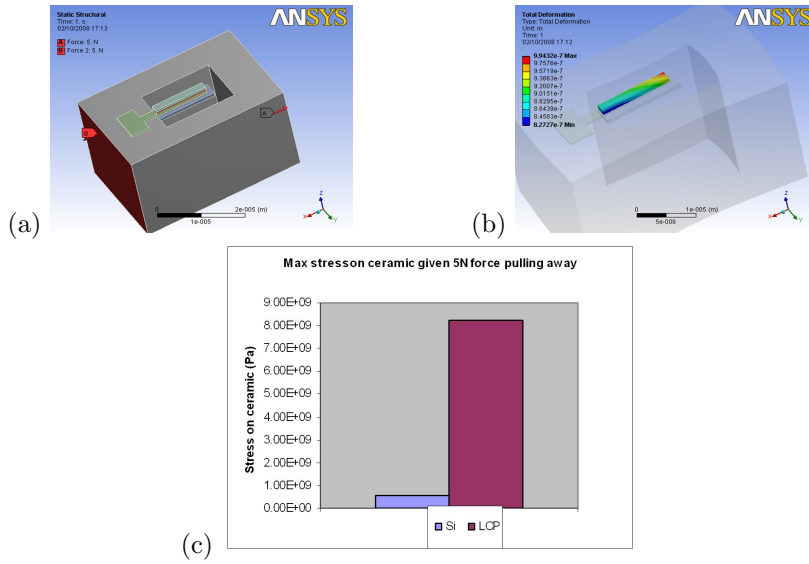 Static Structural
Time: 1. s
02/10/2008 17:13
A Force: 5. N
B Force 2: 5. N
ANSYS
B
A
0
2e-005 (m)
1e-005
Z
X
Y
(a)
Total Deformation
Type: Total Deformation
Unit: m
Time: 1
02/10/2008 17:12
9.9432e-7 Max
9.7576e-7
9.5719e-7
9.3863e-7
9.2007e-7
9.0151e-7
8.8295e-7
8.6439e-7
8.4583e-7
8.2727e-7 Min
ANSYS
0
1e-005 (m)
5e-006
Z
X
Y
(b)
Max stresson ceramic given 5N force pulling away
Stress on ceramic (Pa)
9.00E+09
8.00E+09
7.00E+09
6.00E+09
5.00E+09
4.00E+09
3.00E+09
2.00E+09
1.00E+09
0.00E+00
Si LCP
(c)